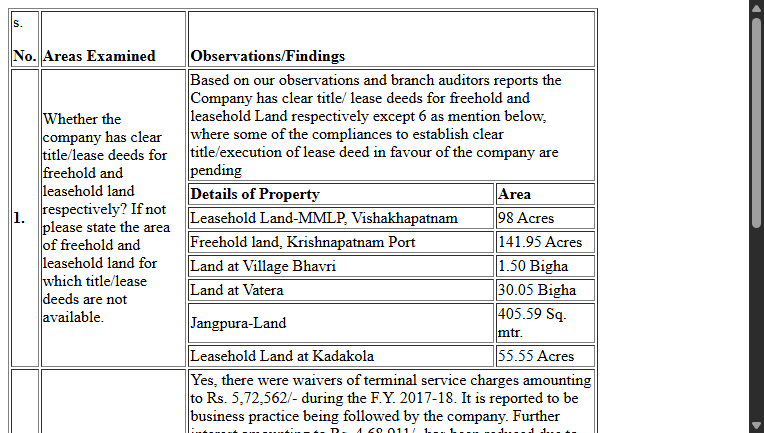 s.
No. Areas Examined Observations/Findings
1.
Whether the
company has clear
title/lease deeds for
freehold and
leasehold land
respectively? If not
please state the area
of freehold and
leasehold land for
which title/lease
deeds are not
available.
Based on our observations and branch auditors reports the
Company has clear title/ lease deeds for freehold and
leasehold Land respectively except 6 as mention below,
where some of the compliances to establish clear
title/execution of lease deed in favour of the company are
pending
Details of Property Area
Leasehold Land-MMLP, Vishakhapatnam 98 Acres
Freehold land, Krishnapatnam Port 141.95 Acres
Land at Village Bhavri 1.50 Bigha
Land at Vatera 30.05 Bigha
Jangpura-Land 405.59 Sq.
mtr.
Leasehold Land at Kadakola 55.55 Acres
Yes, there were waivers of terminal service charges amounting
to Rs. 5,72,562/- during the F.Y. 2017-18. It is reported to be
business practice being followed by the company. Further